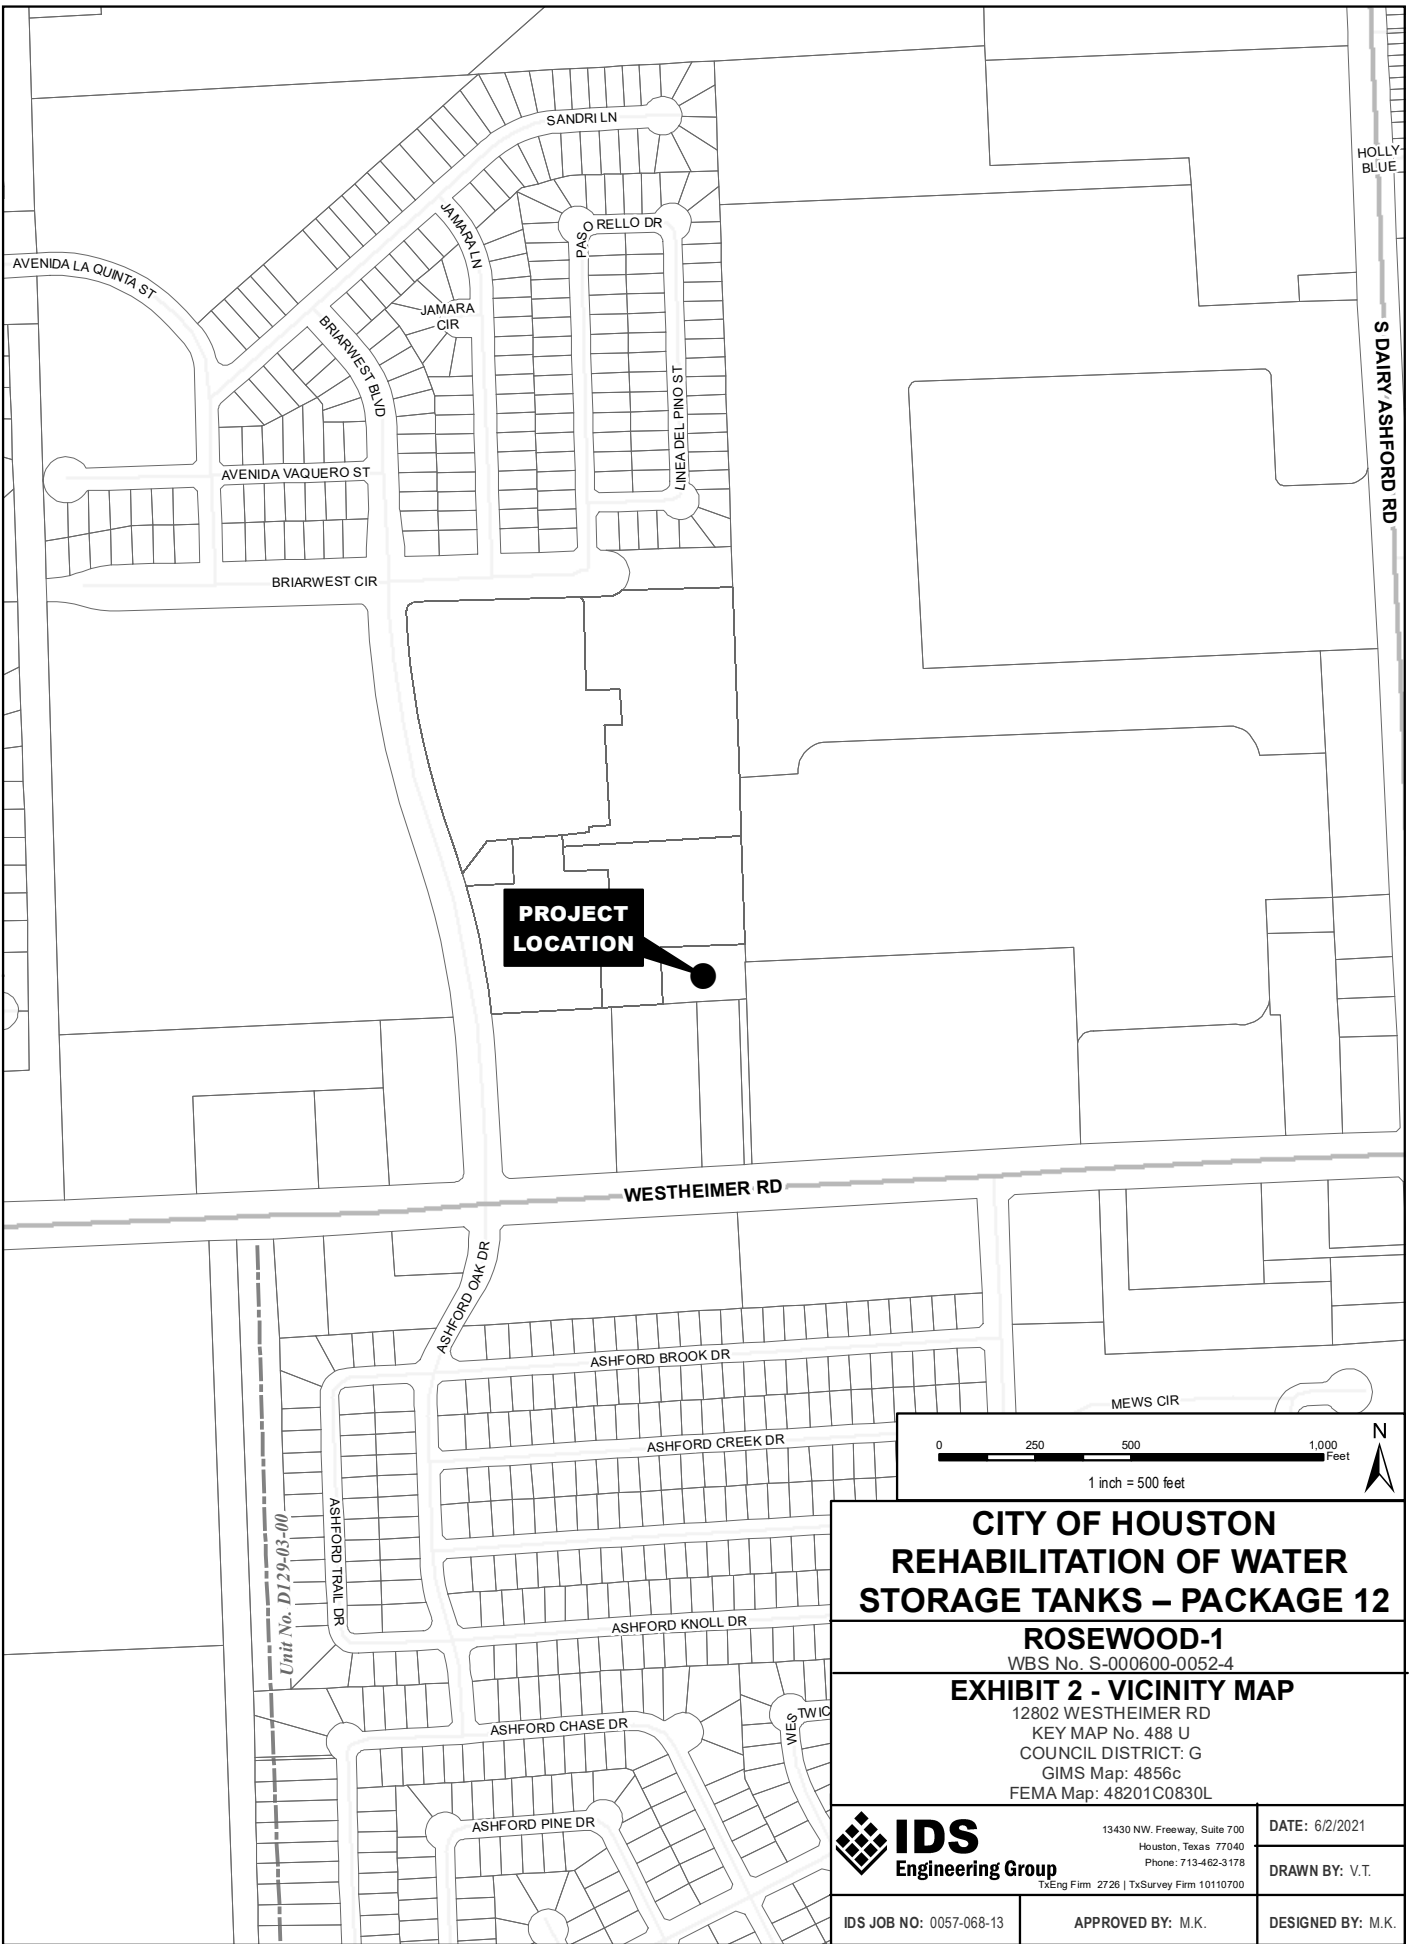 SANDRI LN
HOLLY
BLUE
JAMARA LN
PASO RELLO DR
AVENIDA LA QUINTA ST
JAMARA
CIR
BRIARWEST BLVD
S DAIRY ASHFORD RD
LINEA DEL PINO ST
AVENIDA VAQUERO ST
BRIARWEST CIR
PROJECT
LOCATION
WESTHEIMER RD
ASHFORD OAK DR
ASHFORD BROOK DR
MEWS CIR
ASHFORD CREEK DR
ASHFORD TRAIL DR
Unit No. D129-03-00
ASHFORD KNOLL DR
ASHFORD CHASE DR
WES
TWIC
ASHFORD PINE DR
0 250 500 1,000
Feet
N
1 inch = 500 feet
CITY OF HOUSTON
REHABILITATION OF WATER
STORAGE TANKS – PACKAGE 12
ROSEWOOD-1
WBS No. S-000600-0052-4
EXHIBIT 2 - VICINITY MAP
12802 WESTHEIMER RD
KEY MAP No. 488 U
COUNCIL DISTRICT: G
GIMS Map: 4856c
FEMA Map: 48201C0830L
IDS
Engineering Group
13430 NW. Freeway, Suite 700
Houston, Texas 77040
Phone: 713-462-3178
TxEng Firm 2726 | TxSurvey Firm 10110700
DATE: 6/2/2021
DRAWN BY: V.T.
IDS JOB NO: 0057-068-13
APPROVED BY: M.K.
DESIGNED BY: M.K.